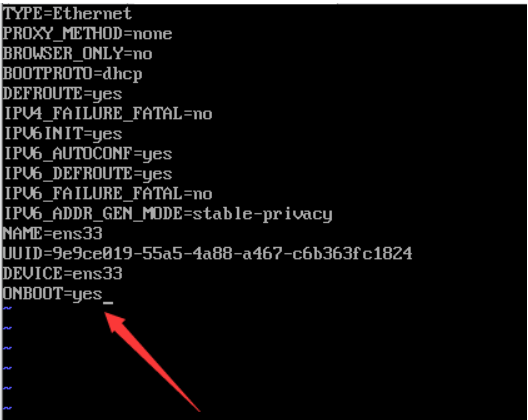 TYPE=Ethernet
PROXY_METHOD=none
BROWSER_ONLY=no
BOOTPROTO=dhcp
DEFROUTE=yes
IPV4_FAILURE_FATAL=no
IPV6INIT=yes
IPV6_AUTOCONF=yes
IPV6_DEFROUTE=yes
IPV6_FAILURE_FATAL=no
IPV6_ADDR_GEN_MODE=stable-privacy
NAME=ens33
UUID=9e9ce019-55a5-4a88-a467-c6b363fc1824
DEVICE=ens33
ONBOOT=yes_
~
~
~
~
~
~